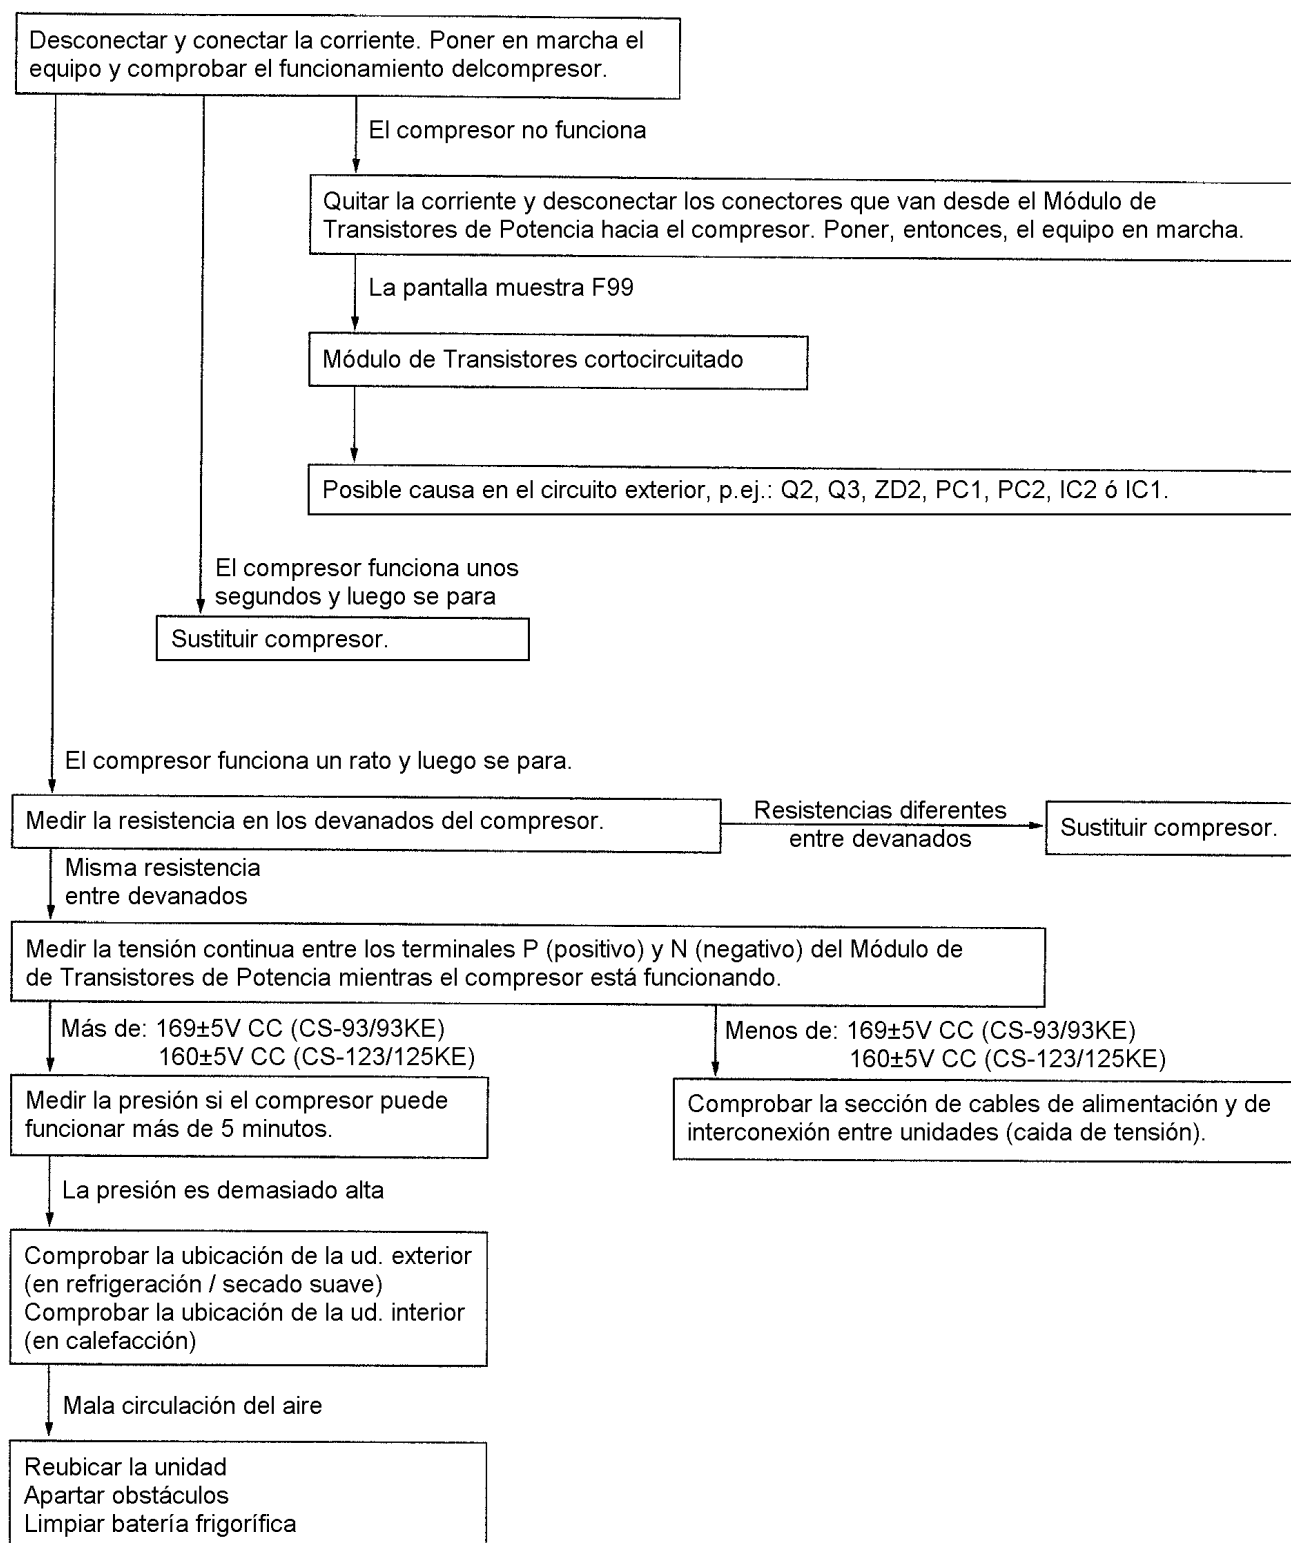 Desconectar y conectar la corriente. Poner en marcha el
equipo y comprobar el funcionamiento delcompresor.
El compresor no funciona
Quitar la corriente y desconectar los conectores que van desde el Módulo de
Transistores de Potencia hacia el compresor. Poner, entonces, el equipo en marcha.
La pantalla muestra F99
Módulo de Transistores cortocircuitado
Posible causa en el circuito exterior, p.ej.: Q2, Q3, ZD2, PC1, PC2, IC2 ó IC1.
El compresor funciona unos
segundos y luego se para
Sustituir compresor.
El compresor funciona un rato y luego se para.
Medir la resistencia en los devanados del compresor.
Resistencias diferentes
entre devanados
Sustituir compresor.
Misma resistencia
entre devanados
Medir la tensión continua entre los terminales P (positivo) y N (negativo) del Módulo de
de Transistores de Potencia mientras el compresor está funcionando.
Más de: 169±5V CC (CS-93/93KE)
160±5V CC (CS-123/125KE)
Menos de: 169±5V CC (CS-93/93KE)
160±5V CC (CS-123/125KE)
Medir la presión si el compresor puede
funcionar más de 5 minutos.
Comprobar la sección de cables de alimentación y de
interconexión entre unidades (caida de tensión).
La presión es demasiado alta
Comprobar la ubicación de la ud. exterior
(en refrigeración / secado suave)
Comprobar la ubicación de la ud. interior
(en calefacción)
Mala circulación del aire
Reubicar la unidad
Apartar obstáculos
Limpiar batería frigorífica